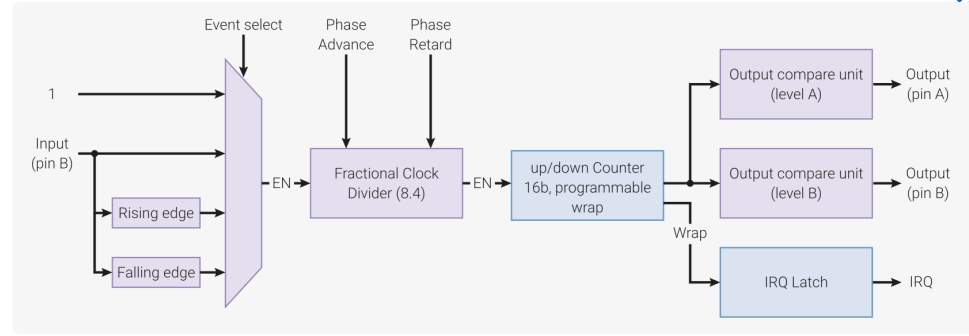 Event select
Phase
Advance
Phase
Retard
1
Input
(pin B)
Rising edge
Falling edge
EN
Fractional Clock
Divider (8.4)
EN
up/down Counter
16b, programmable
wrap
Wrap
Output compare unit
(level A)
Output
(pin A)
Output compare unit
(level B)
Output
(pin B)
IRQ Latch
IRQ